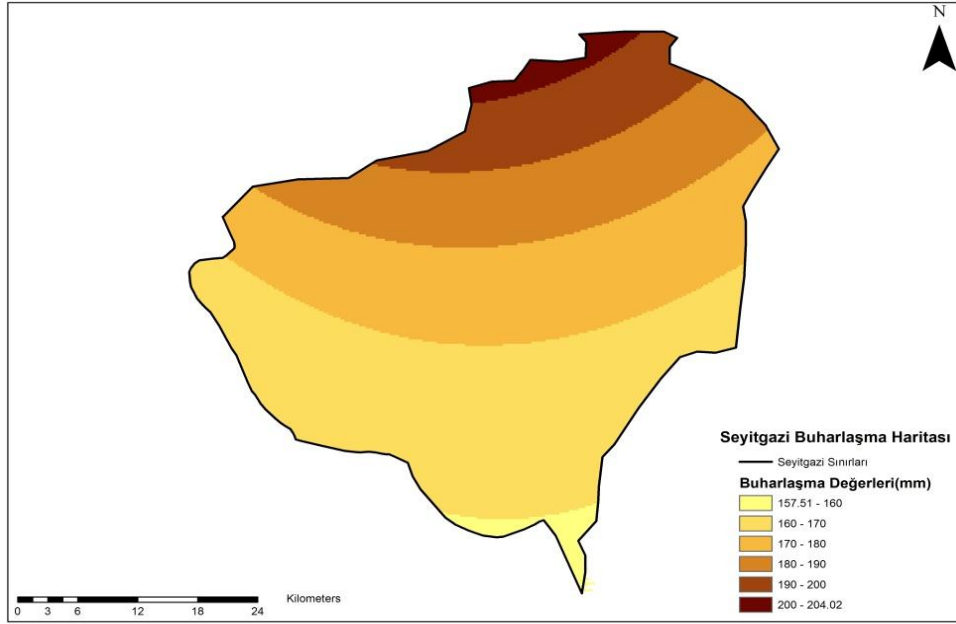 N
Seyitgazi Buharlaşma Haritası
Seyitgazi Sınırları
Buharlaşma Değerleri(mm)
157.51 - 160
160 - 170
170 - 180
180 - 190
190 - 200
200 - 204.02
Kilometers
0 3 6 12 18 24